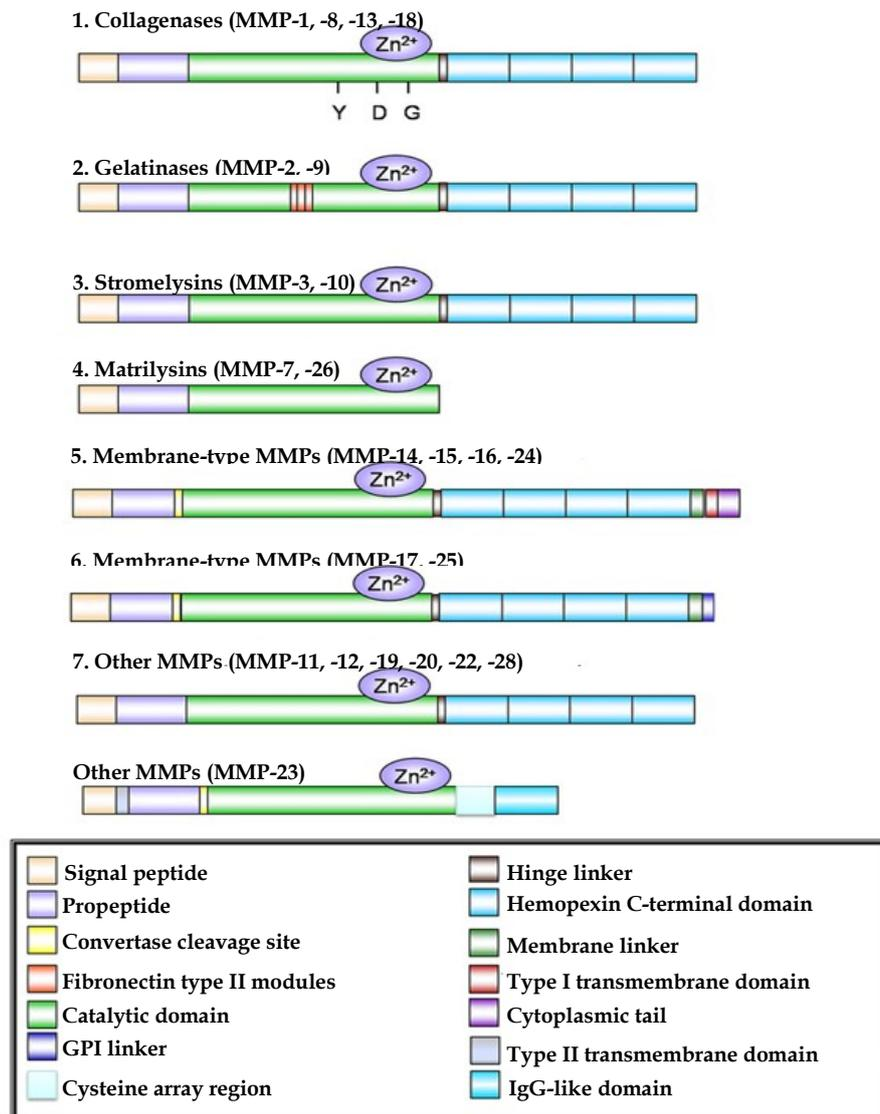 1. Collagenases (MMP-1, -8, -13, -18)
Zn²⁺
Y D G
2. Gelatinases (MMP-2, -9)
Zn²⁺
3. Stromelysins (MMP-3, -10)
Zn²⁺
4. Matrilysins (MMP-7, -26)
Zn²⁺
5. Membrane-type MMPs (MMP-14, -15, -16, -24)
Zn²⁺
6. Membrane-type MMPs (MMP-17, -25)
Zn²⁺
7. Other MMPs (MMP-11, -12, -19, -20, -22, -28)
Zn²⁺
Other MMPs (MMP-23)
Zn²⁺
Signal peptide
Propeptide
Convertase cleavage site
Fibronectin type II modules
Catalytic domain
GPI linker
Cysteine array region
Hinge linker
Hemopexin C-terminal domain
Membrane linker
Type I transmembrane domain
Cytoplasmic tail
Type II transmembrane domain
IgG-like domain